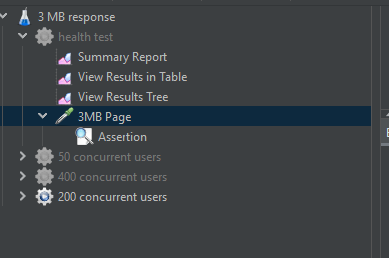 3 MB response
health test
Summary Report
View Results in Table
View Results Tree
3MB Page
Assertion
50 concurrent users
400 concurrent users
200 concurrent users